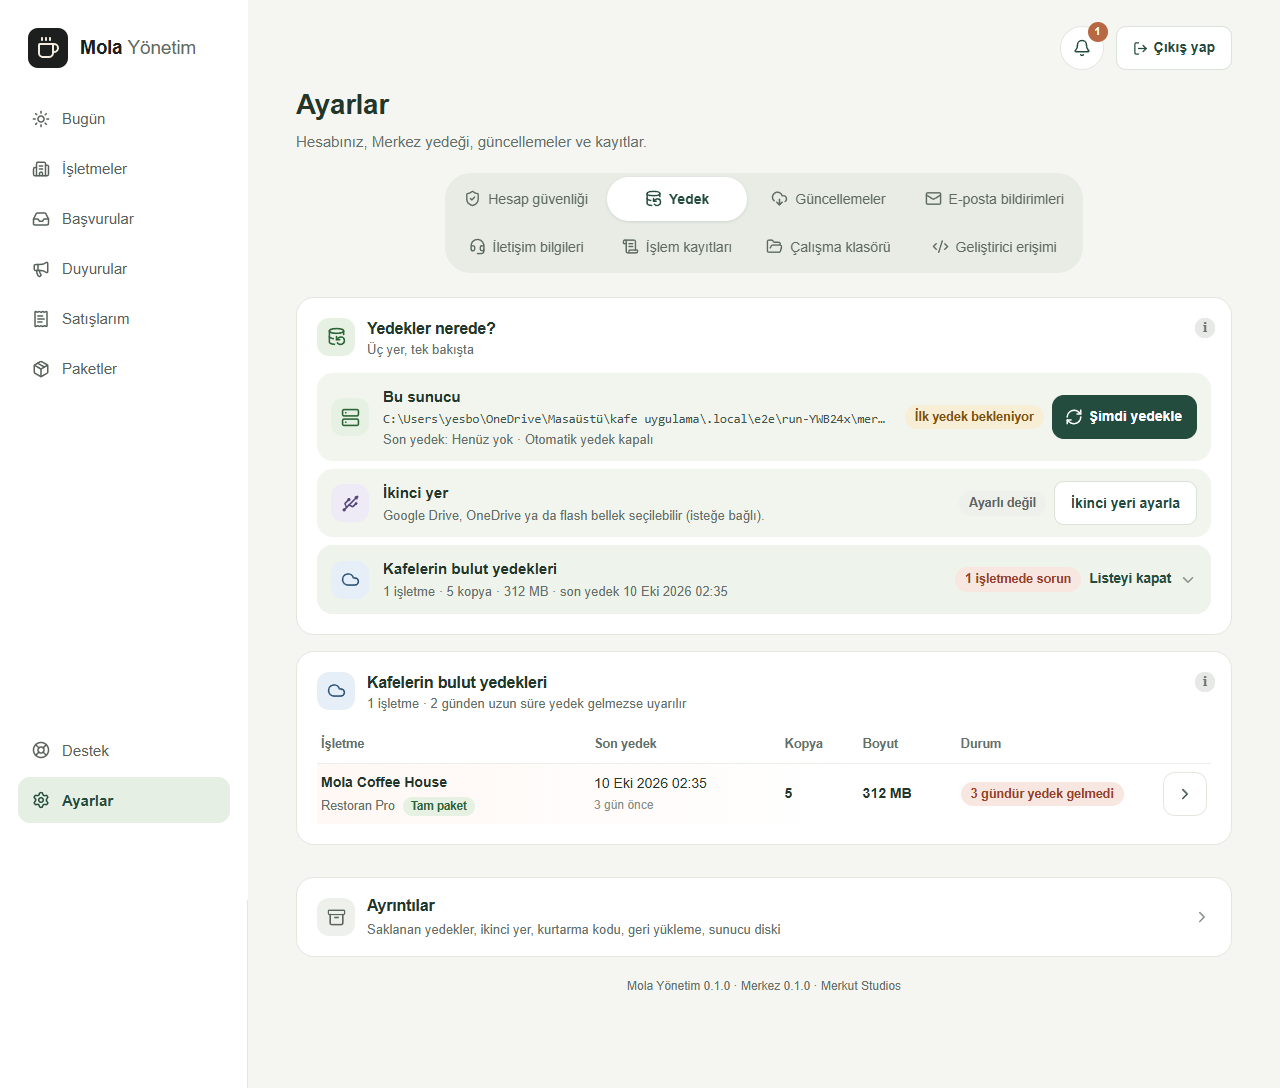 Mola Yönetim
1
Çıkış yap
Bugün
İşletmeler
Başvurular
Duyurular
Satışlarım
Paketler
Destek
Ayarlar
Ayarlar
Hesabınız, Merkez yedeği, güncellemeler ve kayıtlar.
Hesap güvenliği
Yedek
Güncellemeler
E-posta bildirimleri
İletişim bilgileri
İşlem kayıtları
Çalışma klasörü
Geliştirici erişimi
Yedekler nerede?
Üç yer, tek bakışta
Bu sunucu
C:\Users\yesbo\OneDrive\Masaüstü\kafe uygulama\.local\e2e\run-YWB24x\mer…
Son yedek: Henüz yok · Otomatik yedek kapalı
İlk yedek bekleniyor
Şimdi yedekle
İkinci yer
Google Drive, OneDrive ya da flash bellek seçilebilir (isteğe bağlı).
Ayarlı değil
İkinci yeri ayarla
Kafelerin bulut yedekleri
1 işletme · 5 kopya · 312 MB · son yedek 10 Eki 2026 02:35
1 işletmede sorun
Listeyi kapat
Kafelerin bulut yedekleri
1 işletme · 2 günden uzun süre yedek gelmezse uyarılır
İşletme Son yedek Kopya Boyut Durum
Mola Coffee House
Restoran Pro Tam paket
10 Eki 2026 02:35
3 gün önce
5
312 MB
3 gündür yedek gelmedi
Ayrıntılar
Saklanan yedekler, ikinci yer, kurtarma kodu, geri yükleme, sunucu diski
Mola Yönetim 0.1.0 · Merkez 0.1.0 · Merkut Studios